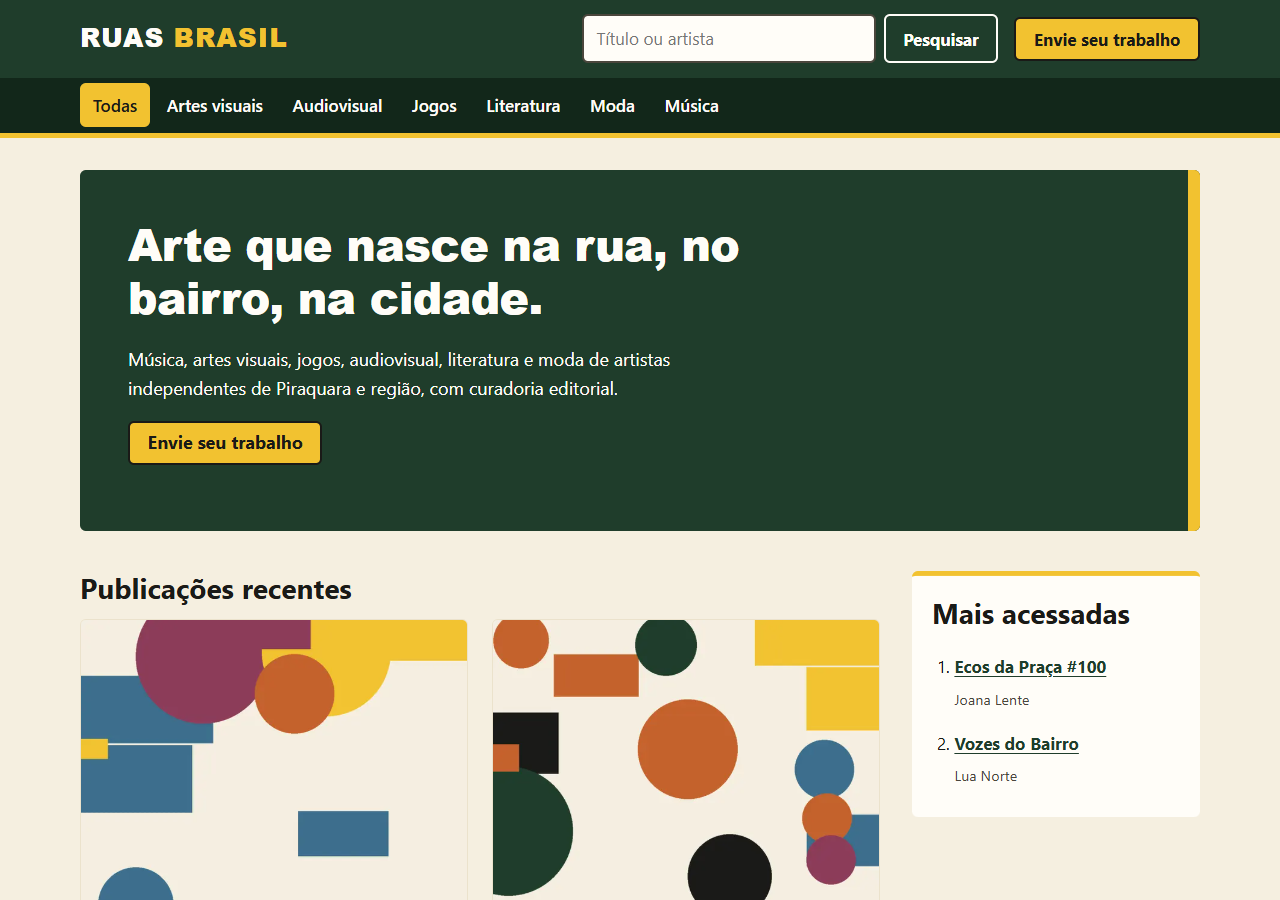 RUAS BRASIL
Título ou artista
Pesquisar
Envie seu trabalho
Todas
Artes visuais
Audiovisual
Jogos
Literatura
Moda
Música
Arte que nasce na rua, no
bairro, na cidade.
Música, artes visuais, jogos, audiovisual, literatura e moda de artistas
independentes de Piraquara e região, com curadoria editorial.
Envie seu trabalho
Publicações recentes
Mais acessadas
1. Ecos da Praça #100
Joana Lente
2. Vozes do Bairro
Lua Norte